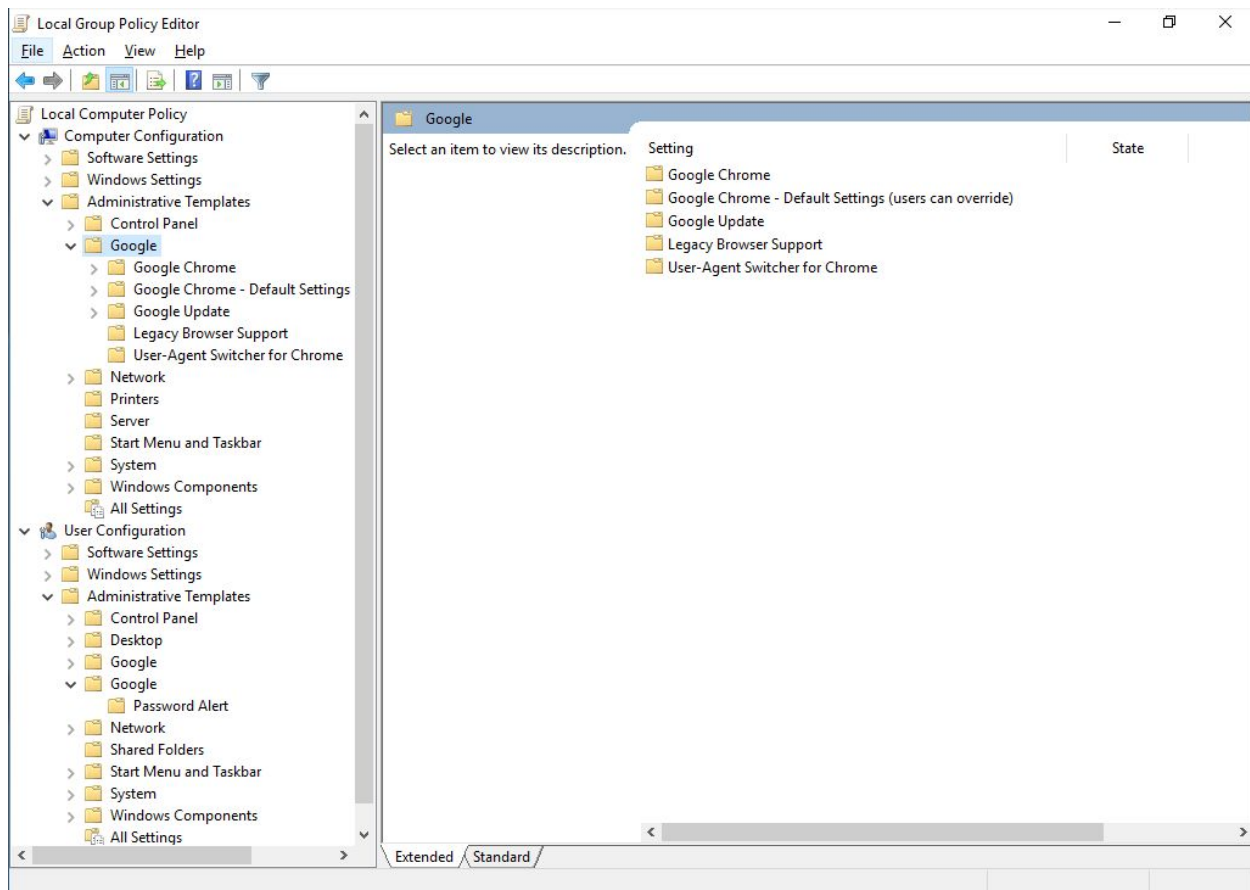 Local Group Policy Editor
File Action View Help
Local Computer Policy
Computer Configuration
Software Settings
Windows Settings
Administrative Templates
Control Panel
Google
Google Chrome
Google Chrome - Default Settings
Google Update
Legacy Browser Support
User-Agent Switcher for Chrome
Network
Printers
Server
Start Menu and Taskbar
System
Windows Components
All Settings
User Configuration
Software Settings
Windows Settings
Administrative Templates
Control Panel
Desktop
Google
Google
Password Alert
Network
Shared Folders
Start Menu and Taskbar
System
Windows Components
All Settings
Google
Select an item to view its description.
Setting State
Google Chrome
Google Chrome - Default Settings (users can override)
Google Update
Legacy Browser Support
User-Agent Switcher for Chrome
Extended Standard